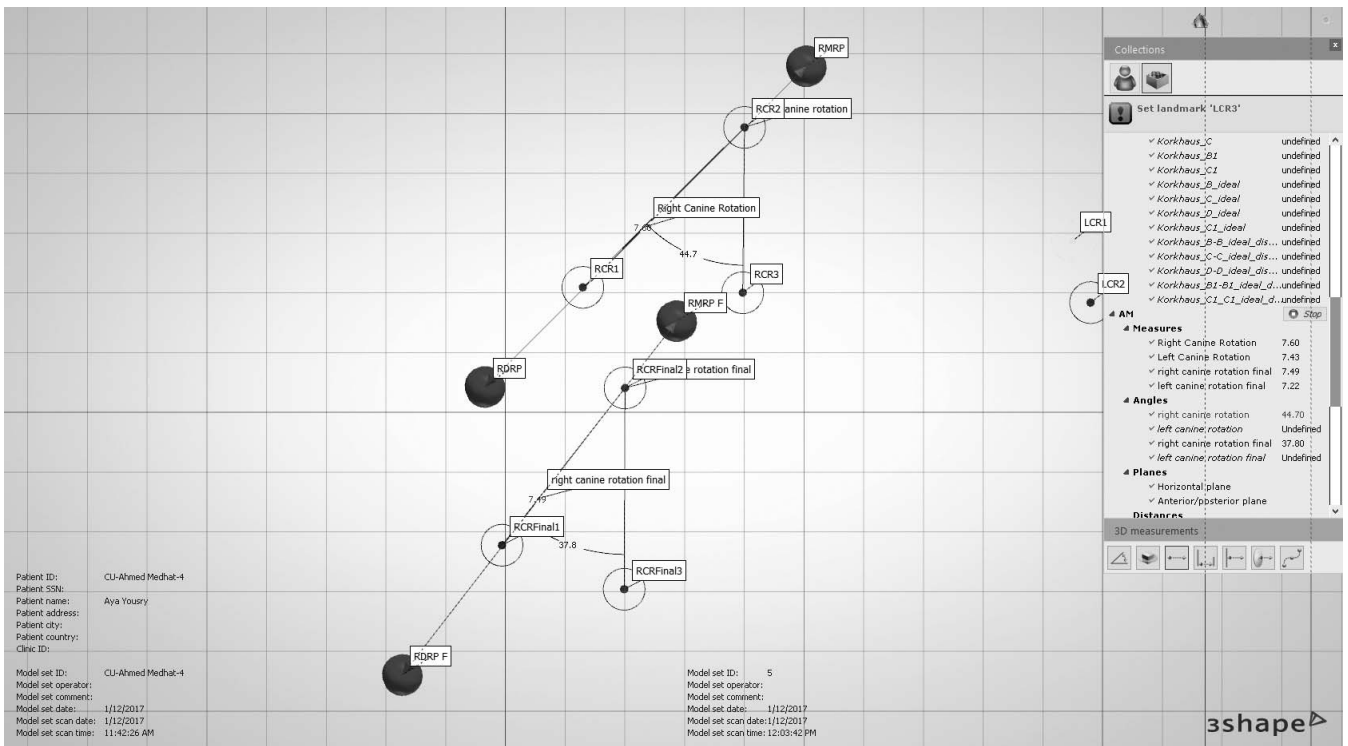 RMRP
RCR2
anine rotation
Right Canine Rotation
7.60
44.7
RCR1
RCR3
RMRP F
RDRP
RCRFinal2
e rotation final
right canine rotation final
7.49
RCRFinal1
37.8
RCRFinal3
RDRP F
LCR1
LCR2
Collections
x
Set landmark 'LCR3'
Korkhaus_C undefined
Korkhaus_B1 undefined
Korkhaus_C1 undefined
Korkhaus_B_ideal undefined
Korkhaus_C_ideal undefined
Korkhaus_D_ideal undefined
Korkhaus_C1_ideal undefined
Korkhaus_B-B_ideal_dis... undefined
Korkhaus_C-C_ideal_dis... undefined
Korkhaus_D-D_ideal_dis... undefined
Korkhaus_B1-B1_ideal_d... undefined
Korkhaus_C1_C1_ideal_d... undefined
AM Stop
Measures
Right Canine Rotation 7.60
Left Canine Rotation 7.43
right canine rotation final 7.49
left canine rotation final 7.22
Angles
right canine rotation 44.70
left canine rotation Undefined
right canine rotation final 37.80
left canine rotation final Undefined
Planes
Horizontal plane
Anterior/posterior plane
Distances
3D measurements
Patient ID: CU-Ahmed Medhat-4
Patient SSN:
Patient name: Aya Yousry
Patient address:
Patient city:
Patient country:
Clinic ID:
Model set ID: CU-Ahmed Medhat-4
Model set operator:
Model set comment:
Model set date: 1/12/2017
Model set scan date: 1/12/2017
Model set scan time: 11:42:26 AM
Model set ID: 5
Model set operator:
Model set comment:
Model set date: 1/12/2017
Model set scan date: 1/12/2017
Model set scan time: 12:03:42 PM
3shape